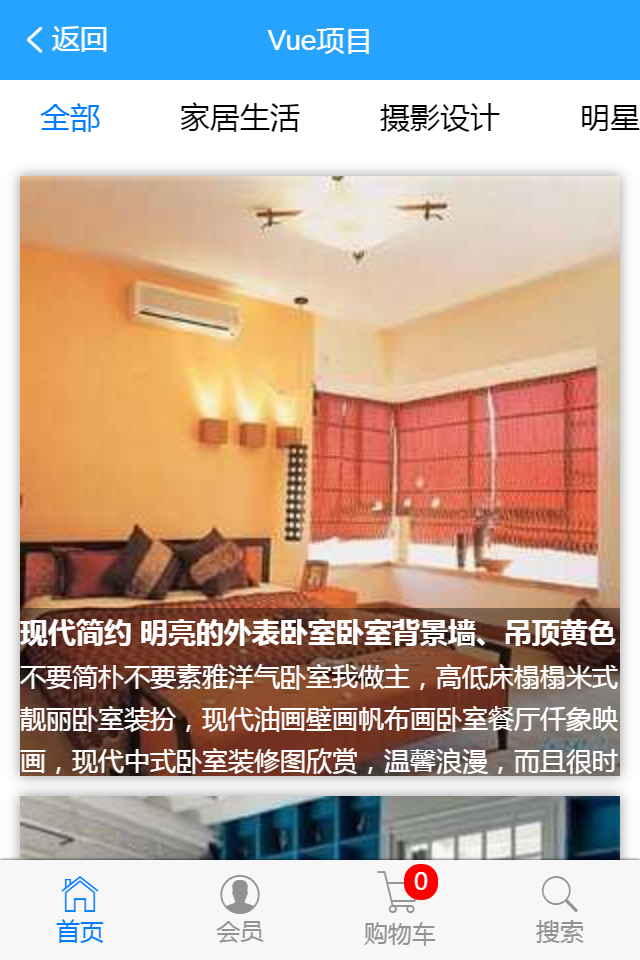 返回
Vue项目
全部 家居生活 摄影设计 明星
现代简约 明亮的外表卧室卧室背景墙、吊顶黄色
不要简朴不要素雅洋气卧室我做主，高低床榻榻米式
靓丽卧室装扮，现代油画壁画帆布画卧室餐厅仟象映
画，现代中式卧室装修图欣赏，温馨浪漫，而且很时
0
首页 会员 购物车 搜索